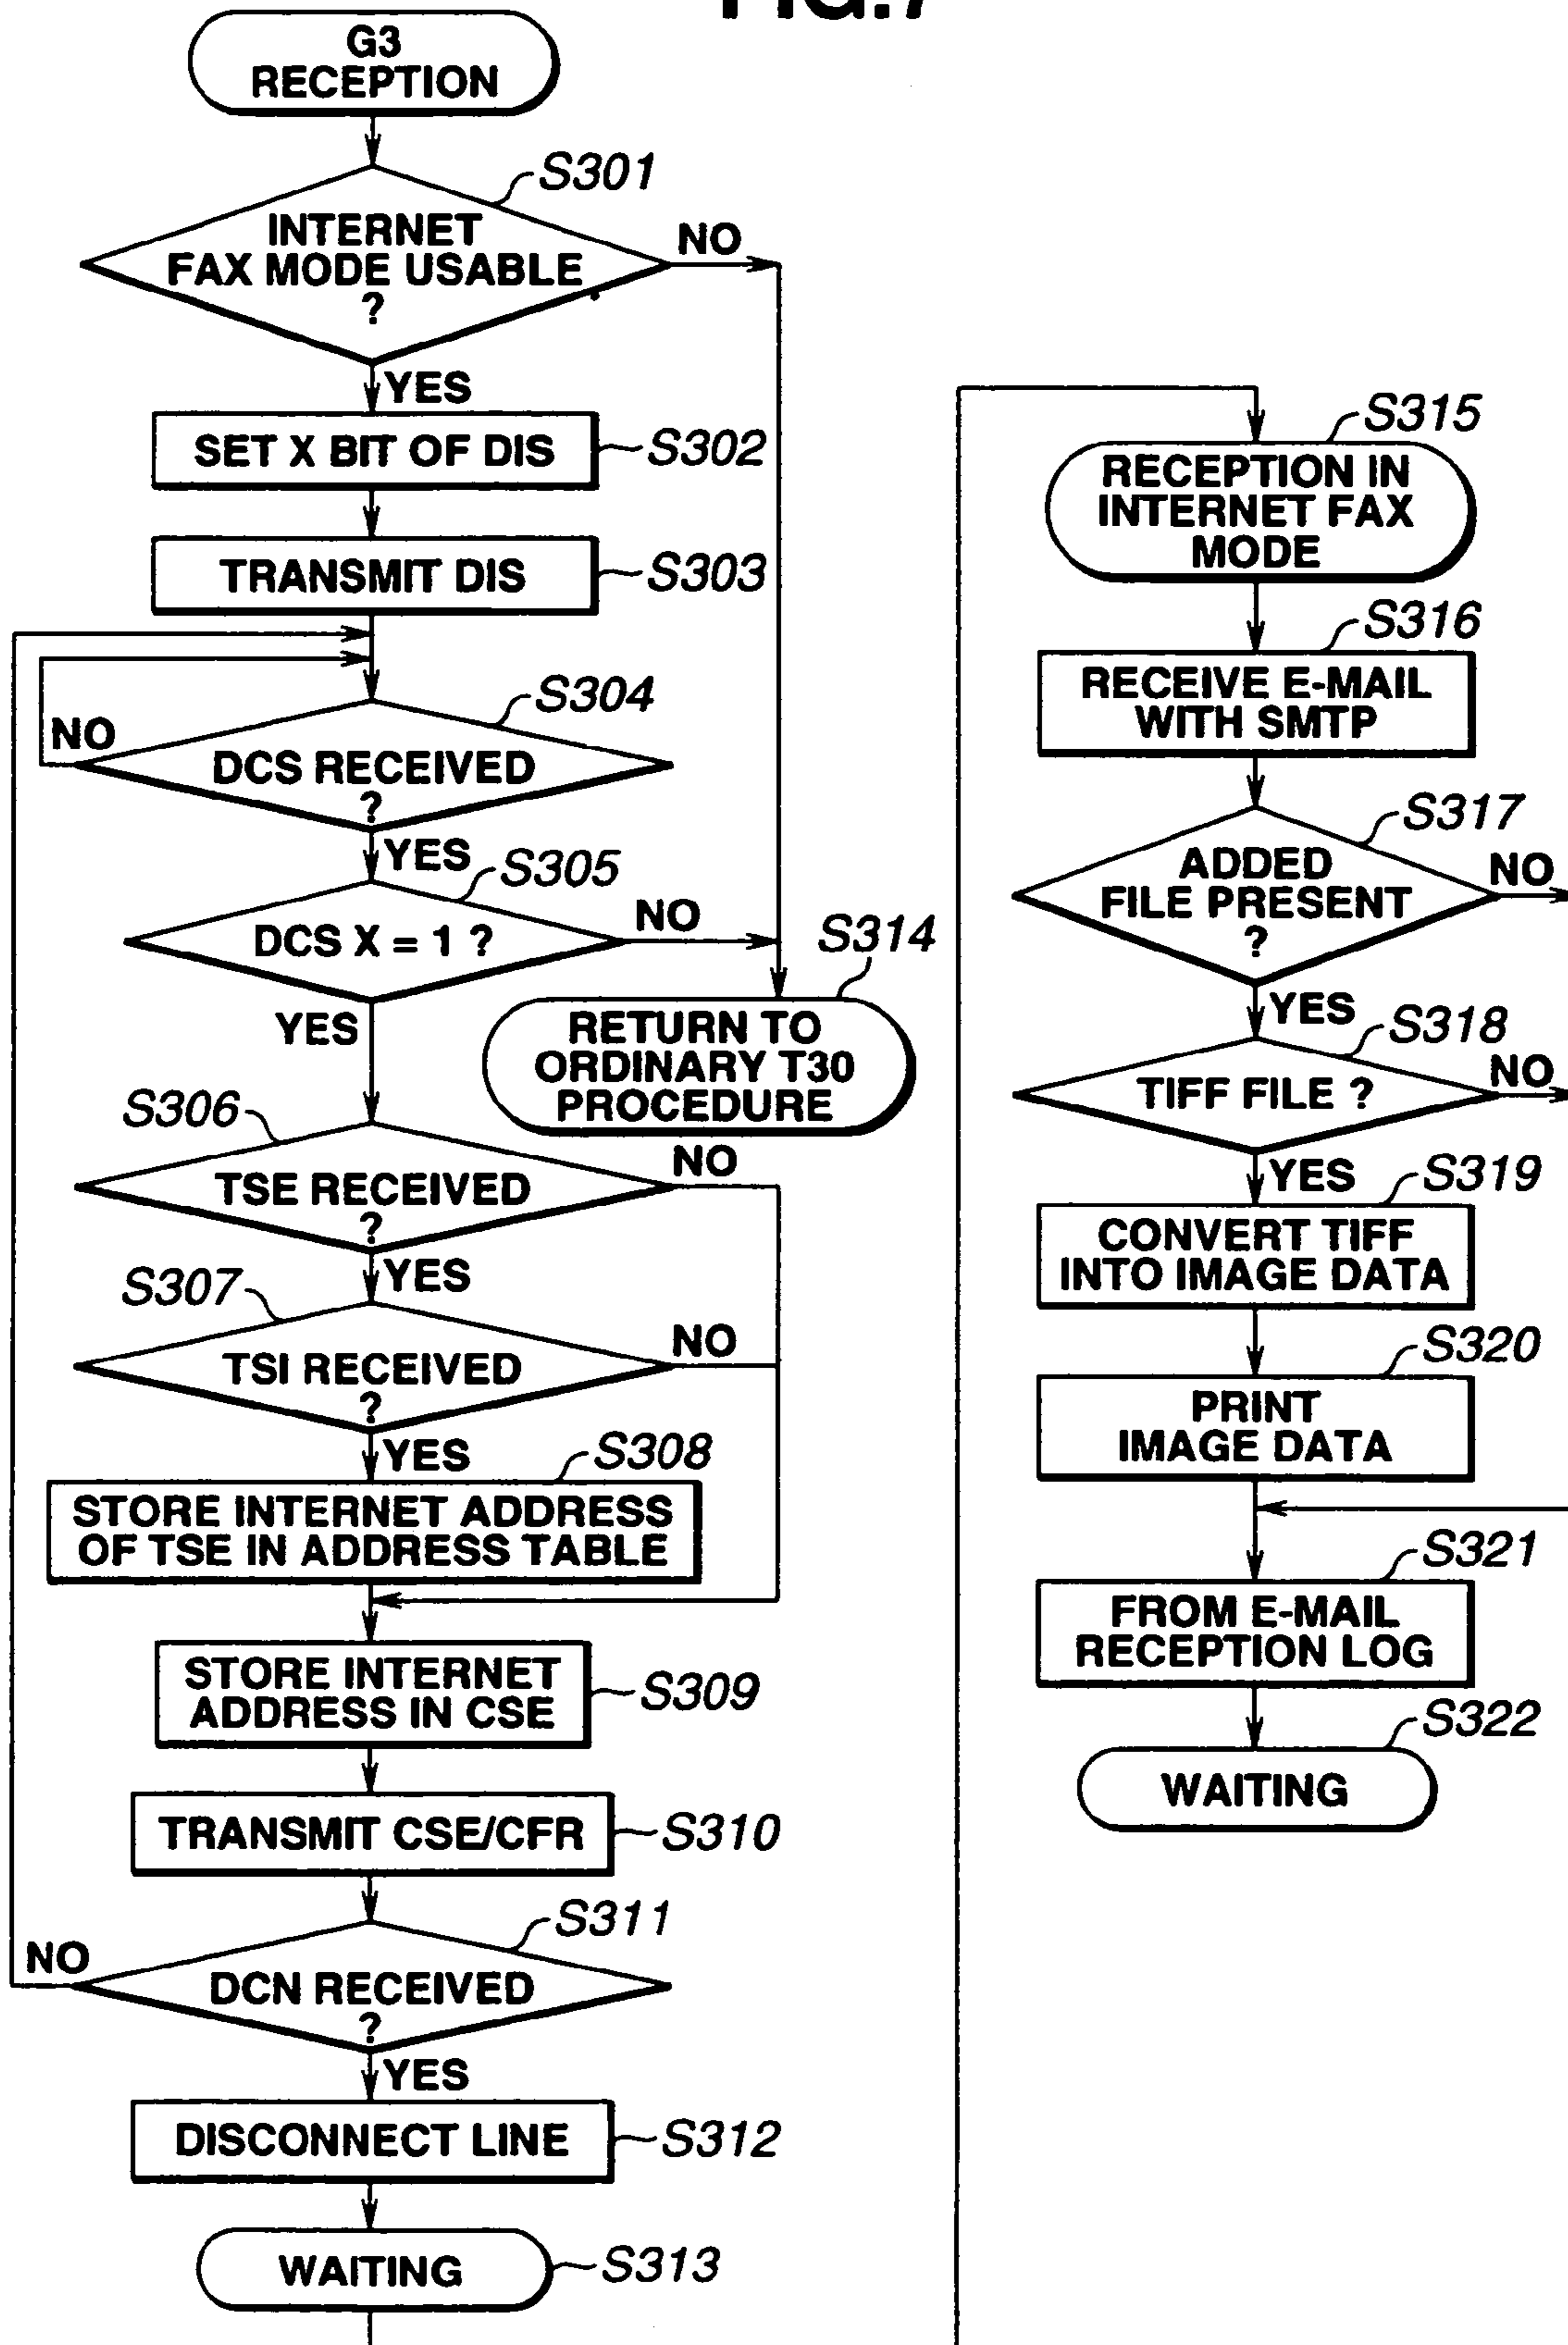 FIG.7
G3
RECEPTION
S301
INTERNET
FAX MODE USABLE
?
NO
YES
SET X BIT OF DIS
S302
TRANSMIT DIS
S303
S304
NO
DCS RECEIVED
?
YES
S305
DCS X = 1 ?
NO
YES
S314
RETURN TO
ORDINARY T30
PROCEDURE
S306
TSE RECEIVED
?
NO
YES
S307
TSI RECEIVED
?
NO
YES
S308
STORE INTERNET ADDRESS
OF TSE IN ADDRESS TABLE
STORE INTERNET
ADDRESS IN CSE
S309
TRANSMIT CSE/CFR
S310
S311
NO
DCN RECEIVED
?
YES
DISCONNECT LINE
S312
WAITING
S313
S315
RECEPTION IN
INTERNET FAX
MODE
S316
RECEIVE E-MAIL
WITH SMTP
S317
ADDED
FILE PRESENT
?
NO
YES
S318
TIFF FILE ?
NO
YES
S319
CONVERT TIFF
INTO IMAGE DATA
S320
PRINT
IMAGE DATA
S321
FROM E-MAIL
RECEPTION LOG
S322
WAITING